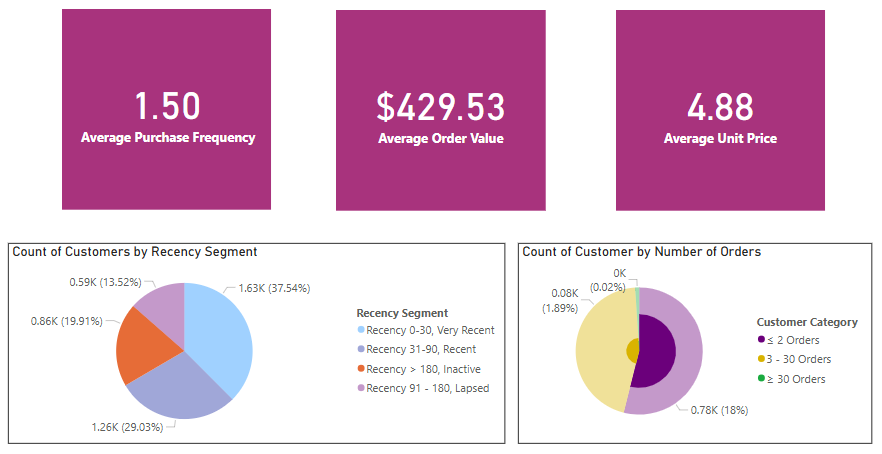 1.50
Average Purchase Frequency
$429.53
Average Order Value
4.88
Average Unit Price
Count of Customers by Recency Segment
0.59K (13.52%)
1.63K (37.54%)
0.86K (19.91%)
1.26K (29.03%)
Recency Segment
Recency 0-30, Very Recent
Recency 31-90, Recent
Recency > 180, Inactive
Recency 91 - 180, Lapsed
Count of Customer by Number of Orders
0K
(0.02%)
0.08K
(1.89%)
0.78K (18%)
Customer Category
≤ 2 Orders
3 - 30 Orders
≥ 30 Orders